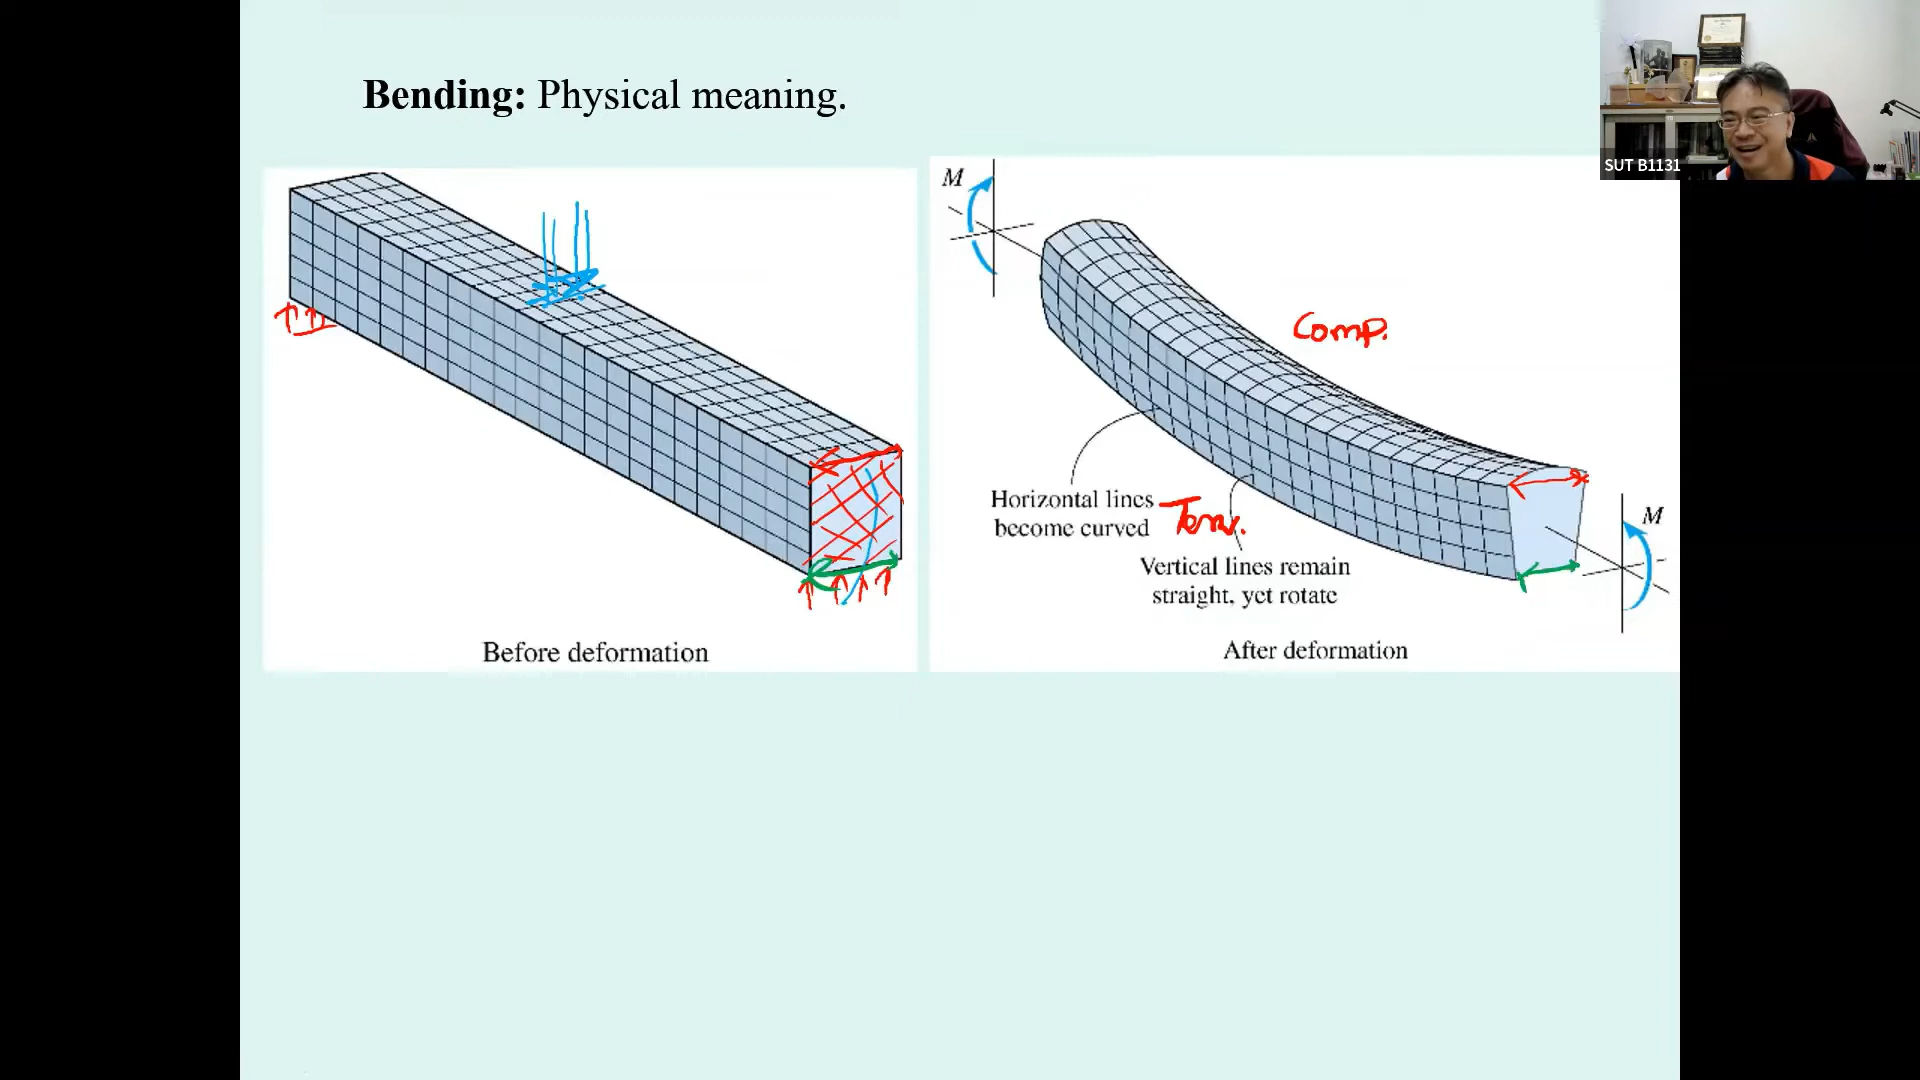 Bending: Physical meaning.
SUT B1131
M
Comp.
Horizontal lines
become curved
Tens.
Vertical lines remain
straight, yet rotate
M
Before deformation
After deformation